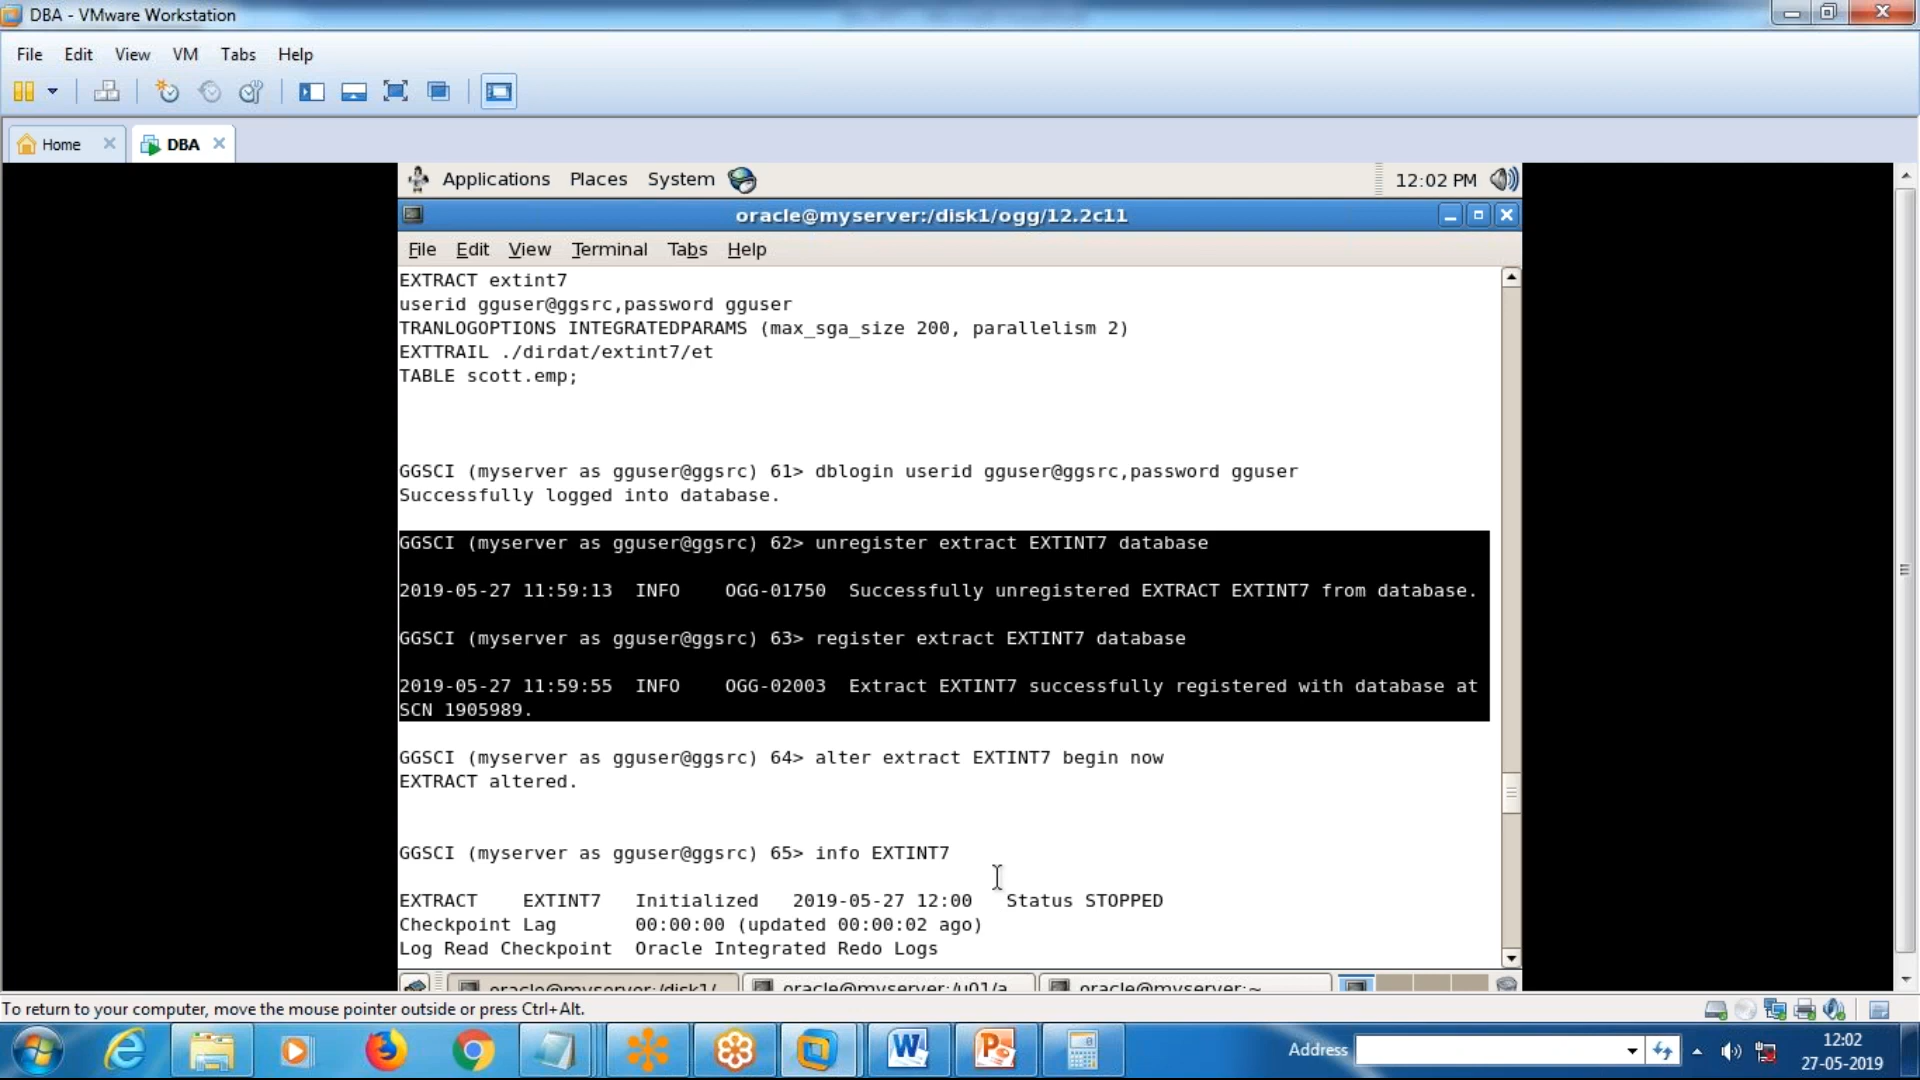 DBA - VMware Workstation
File Edit View VM Tabs Help
Home DBA
Applications Places System 12:02 PM
oracle@myserver:/disk1/ogg/12.2c11
File Edit View Terminal Tabs Help
EXTRACT extint7
userid gguser@ggsrc,password gguser
TRANLOGOPTIONS INTEGRATEDPARAMS (max_sga_size 200, parallelism 2)
EXTTRAIL ./dirdat/extint7/et
TABLE scott.emp;
GGSCI (myserver as gguser@ggsrc) 61> dblogin userid gguser@ggsrc,password gguser
Successfully logged into database.
GGSCI (myserver as gguser@ggsrc) 62> unregister extract EXTINT7 database
2019-05-27 11:59:13 INFO OGG-01750 Successfully unregistered EXTRACT EXTINT7 from database.
GGSCI (myserver as gguser@ggsrc) 63> register extract EXTINT7 database
2019-05-27 11:59:55 INFO OGG-02003 Extract EXTINT7 successfully registered with database at
SCN 1905989.
GGSCI (myserver as gguser@ggsrc) 64> alter extract EXTINT7 begin now
EXTRACT altered.
GGSCI (myserver as gguser@ggsrc) 65> info EXTINT7
EXTRACT EXTINT7 Initialized 2019-05-27 12:00 Status STOPPED
Checkpoint Lag 00:00:00 (updated 00:00:02 ago)
Log Read Checkpoint Oracle Integrated Redo Logs
oracle@myserver:/disk1/ oracle@myserver:/u01/a oracle@myserver:~
To return to your computer, move the mouse pointer outside or press Ctrl+Alt.
Address
12:02
27-05-2019